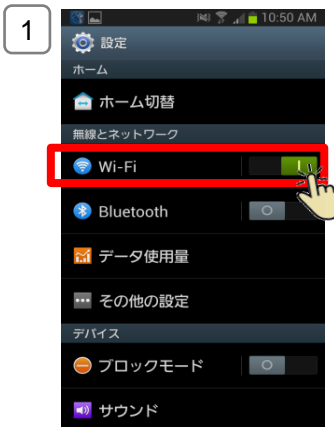 1
10:50 AM
設定
ホーム
ホーム切替
無線とネットワーク
Wi-Fi
Bluetooth
データ使用量
その他の設定
デバイス
ブロックモード
サウンド